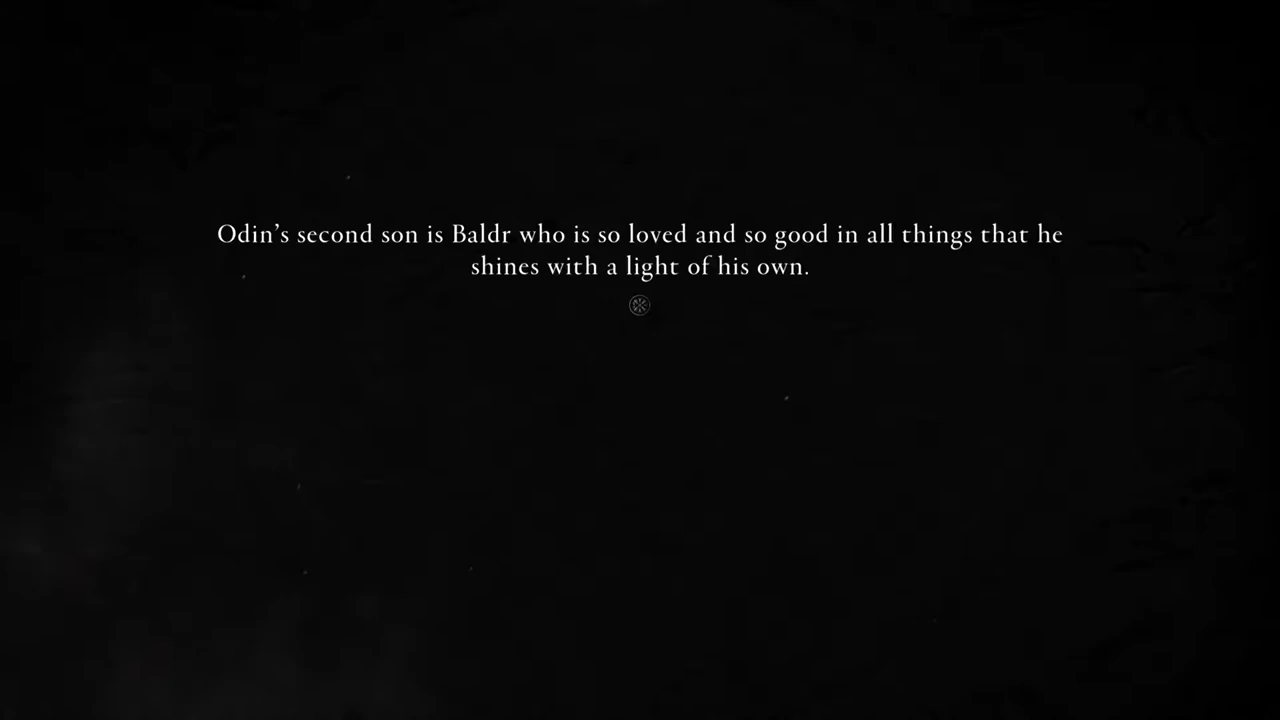 Odin’s second son is Baldr who is so loved and so good in all things that he
shines with a light of his own.